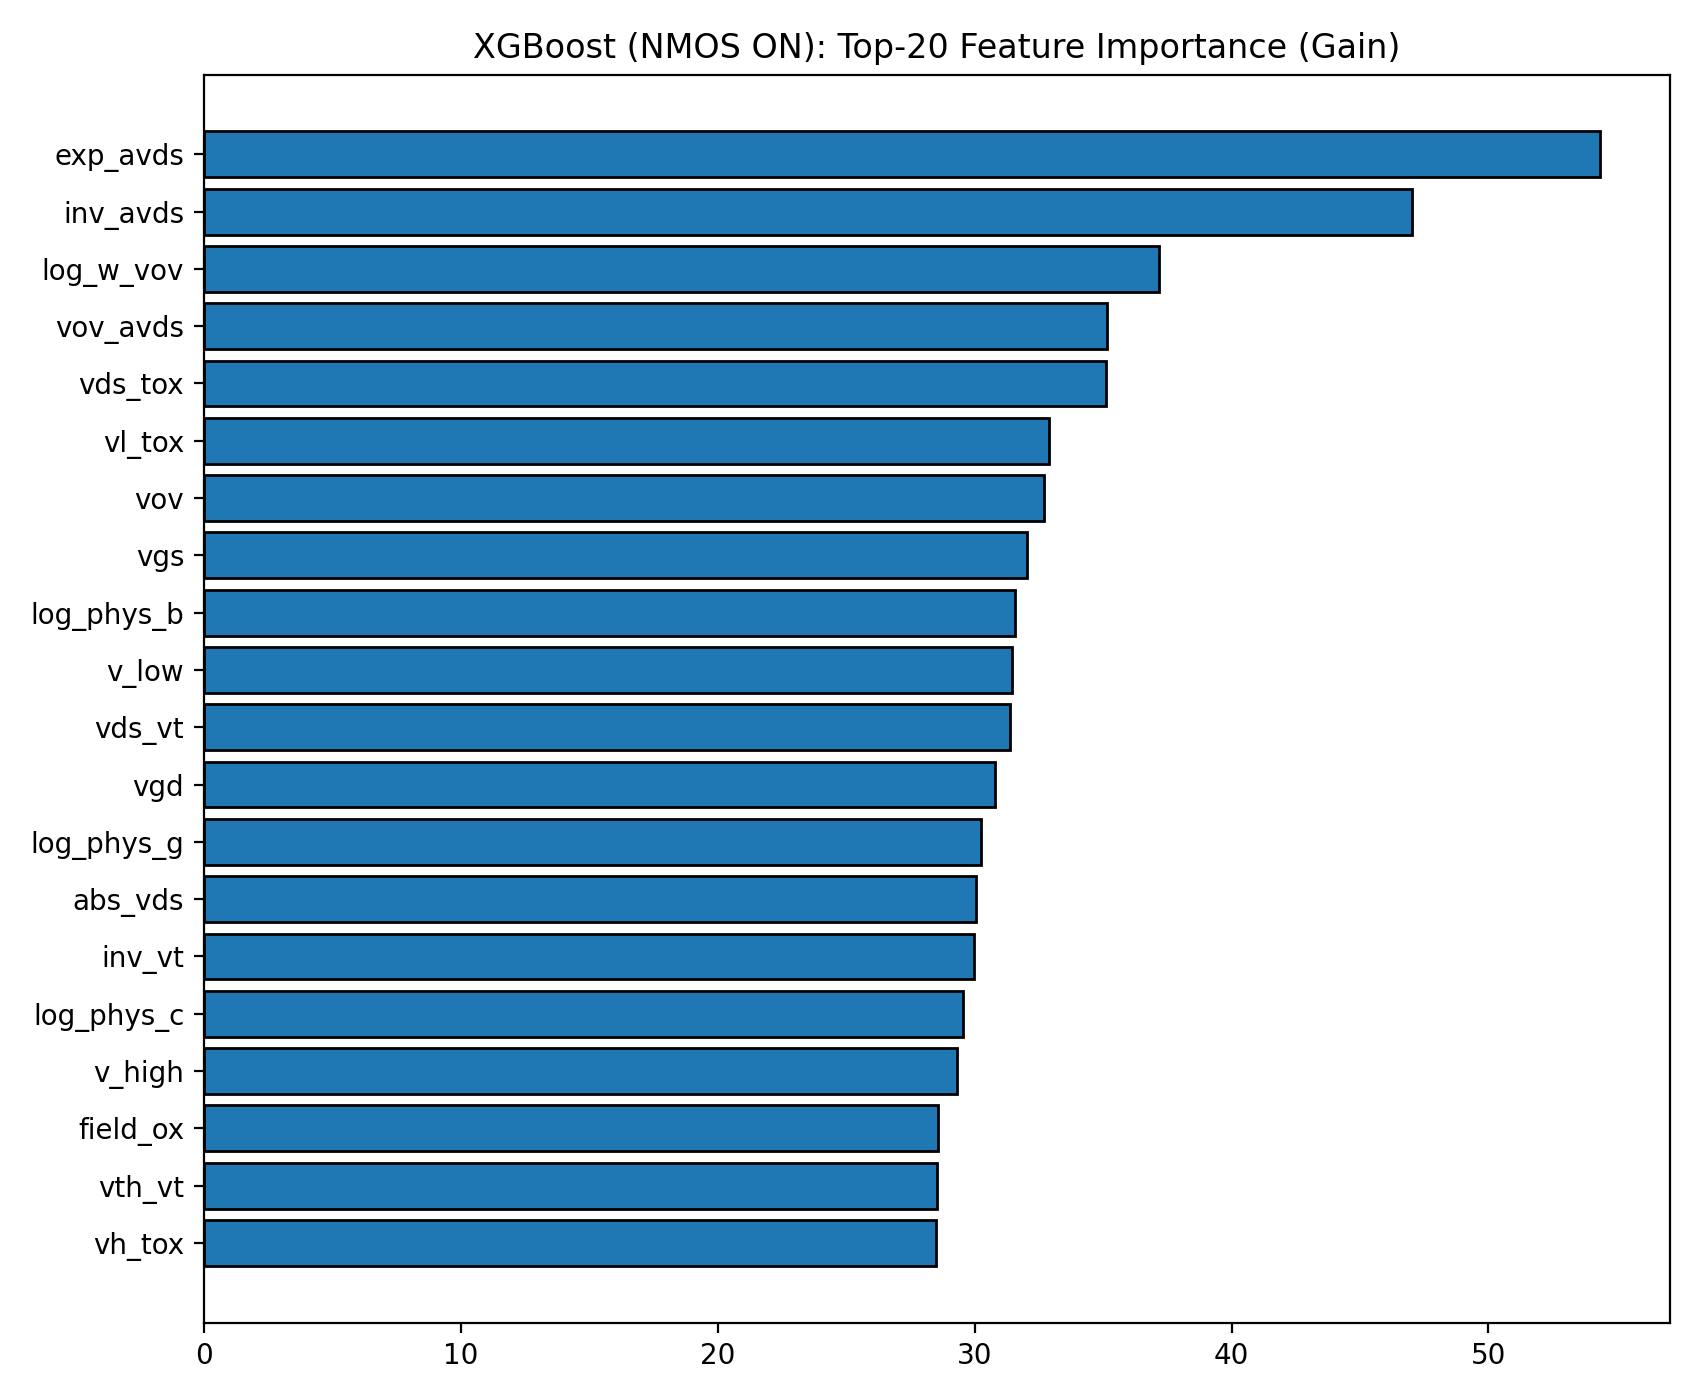 XGBoost (NMOS ON): Top-20 Feature Importance (Gain)
exp_avds
inv_avds
log_w_vov
vov_avds
vds_tox
vl_tox
vov
vgs
log_phys_b
v_low
vds_vt
vgd
log_phys_g
abs_vds
inv_vt
log_phys_c
v_high
field_ox
vth_vt
vh_tox
0 10 20 30 40 50